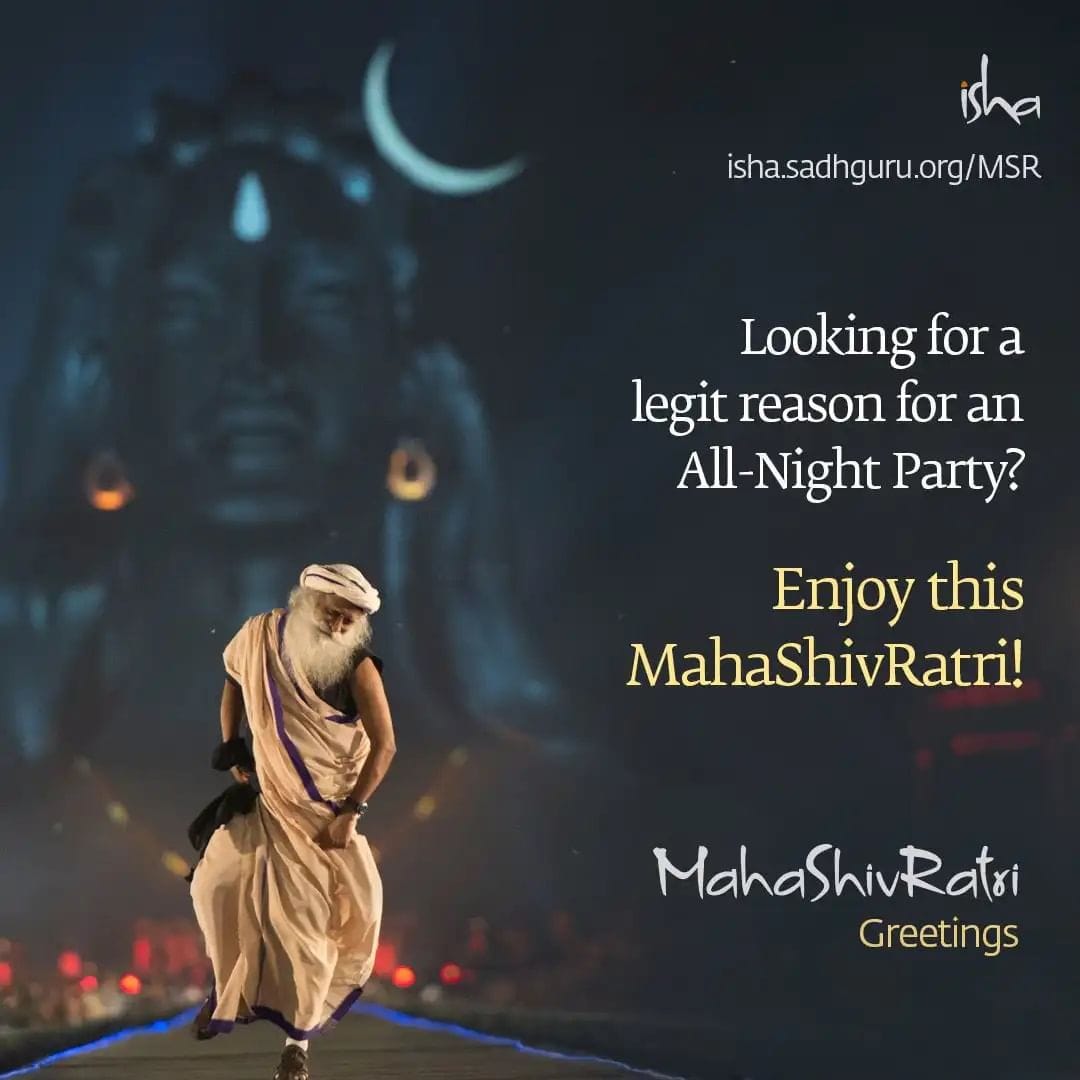 isha
isha.sadhguru.org/MSR
Looking for a
legit reason for an
All-Night Party?
Enjoy this
MahaShivRatri!
MahaShivRatri
Greetings